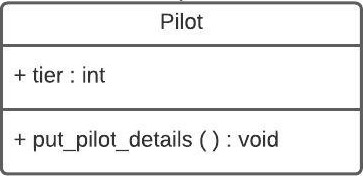 Pilot
+ tier : int
+ put_pilot_details ( ) : void